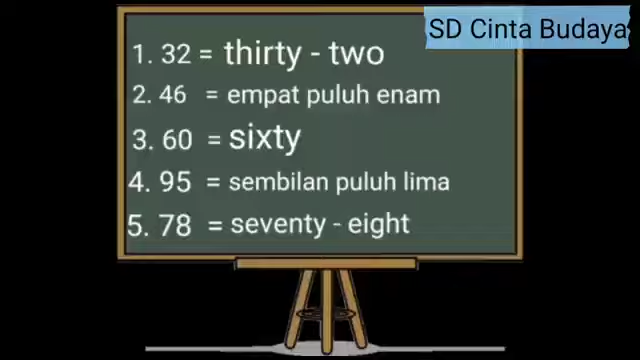 SD Cinta Budaya
1. 32 = thirty - two
2. 46 = empat puluh enam
3. 60 = sixty
4. 95 = sembilan puluh lima
5. 78 = seventy - eight